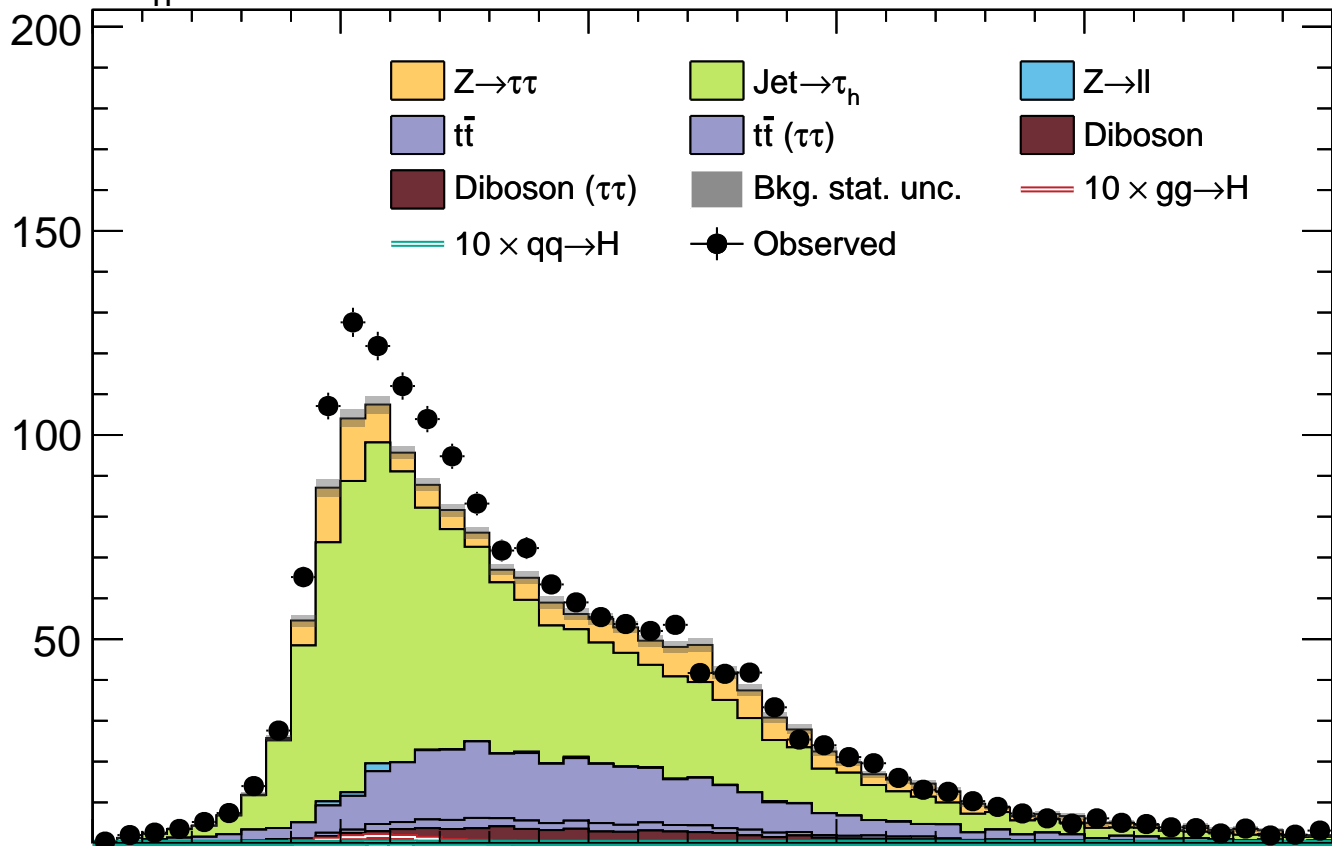 200
Z→ττ Jet→τh Z→ll
tt̄ tt̄ (ττ) Diboson
Diboson (ττ) Bkg. stat. unc. 10 × gg→H
150
10 × qq→H Observed
100
50